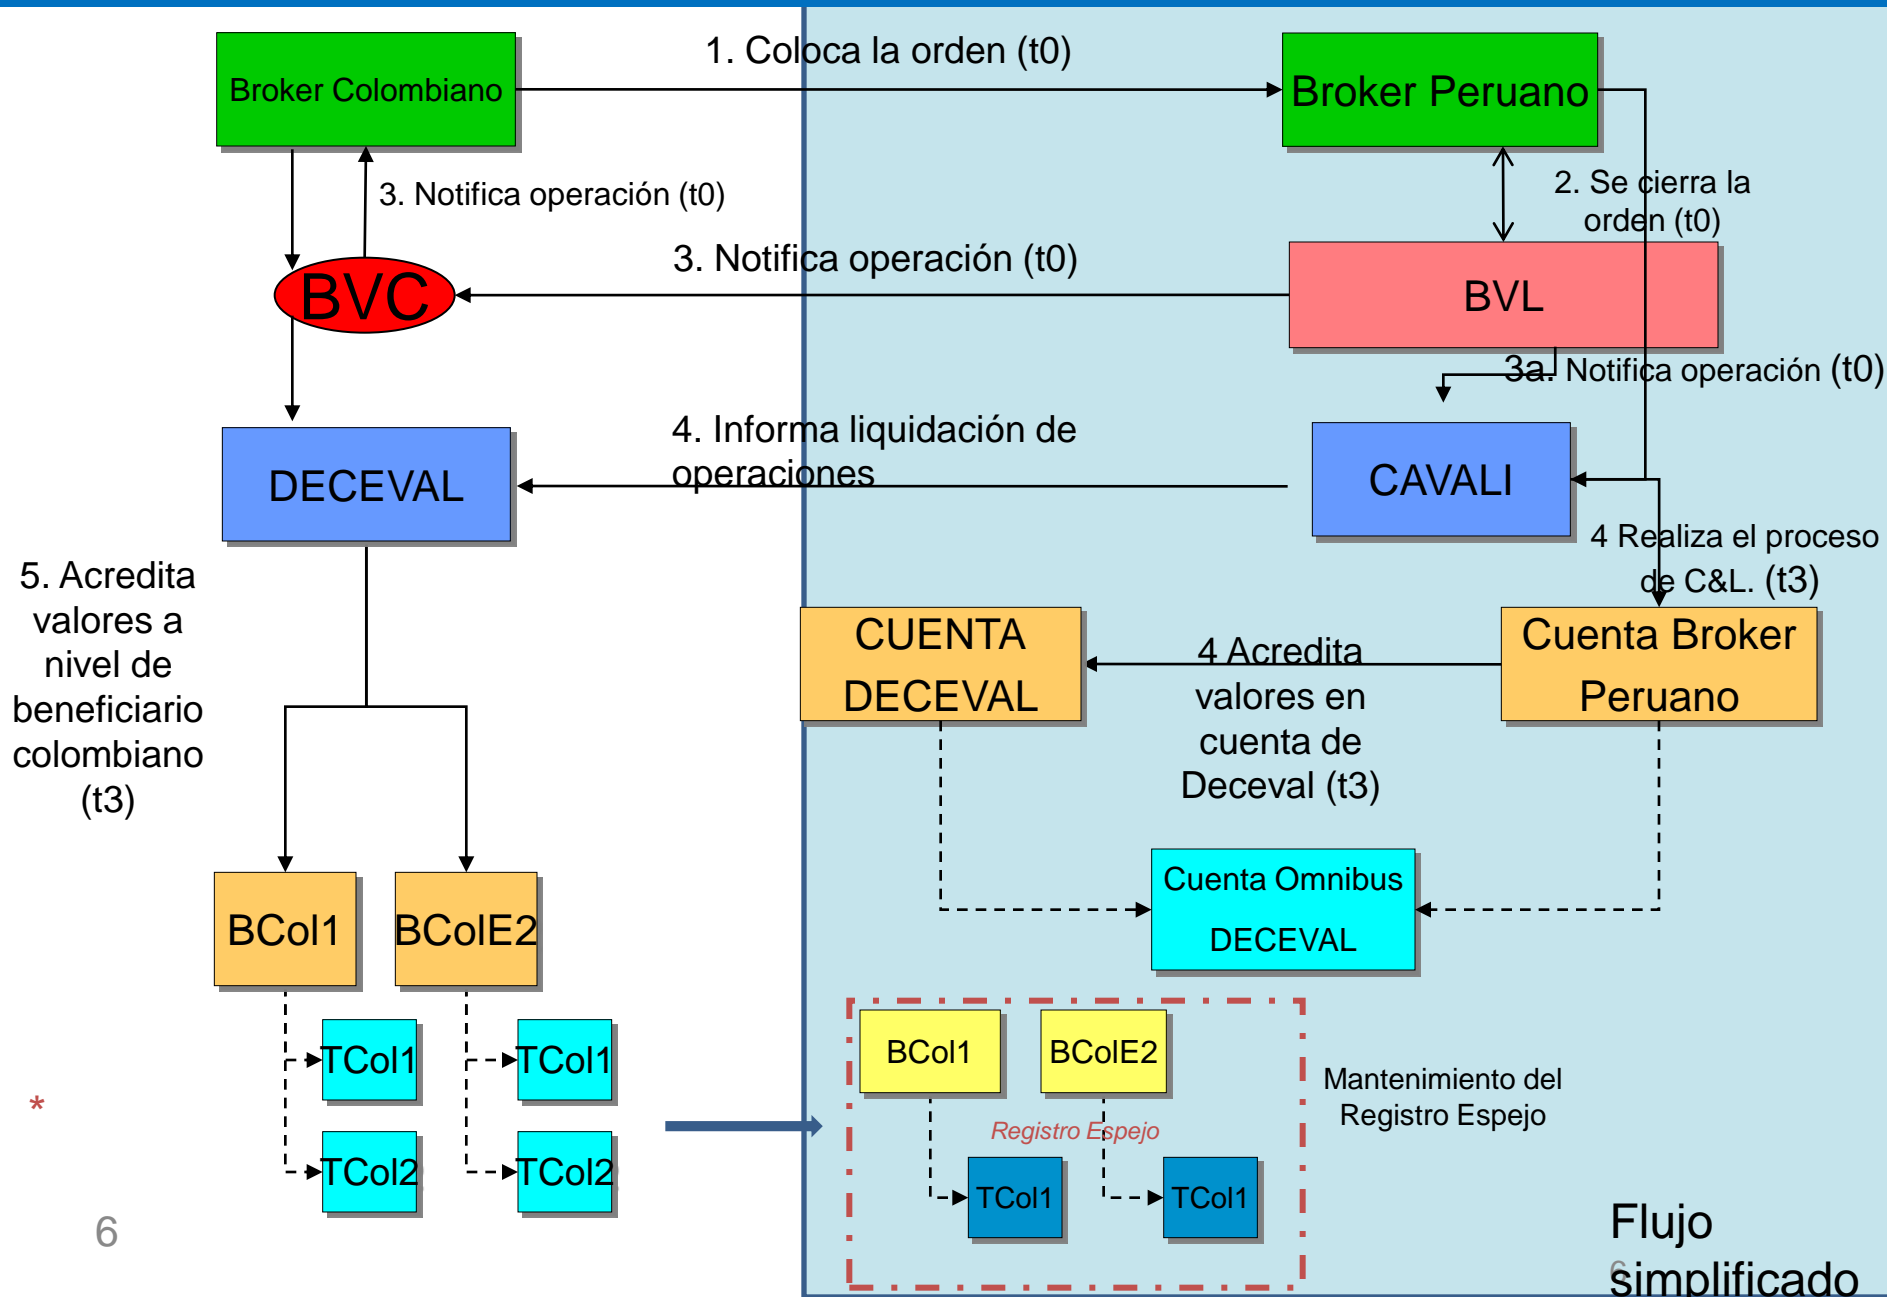 1. Coloca la orden (t0)
Broker Colombiano
Broker Peruano
3. Notifica operación (t0)
2. Se cierra la
orden (t0)
3. Notifica operación (t0)
BVC
BVL
3a. Notifica operación (t0)
4. Informa liquidación de
operaciones
DECEVAL
CAVALI
4 Realiza el proceso
de C&L. (t3)
5. Acredita
valores a
nivel de
beneficiario
colombiano
(t3)
CUENTA
DECEVAL
4 Acredita
valores en
cuenta de
Deceval (t3)
Cuenta Broker
Peruano
Cuenta Omnibus
DECEVAL
BCol1
BColE2
TCol1
TCol1
TCol2
TCol2
BCol1
BColE2
Registro Espejo
TCol1
TCol1
Mantenimiento del
Registro Espejo
*
6
Flujo
simplificado
6